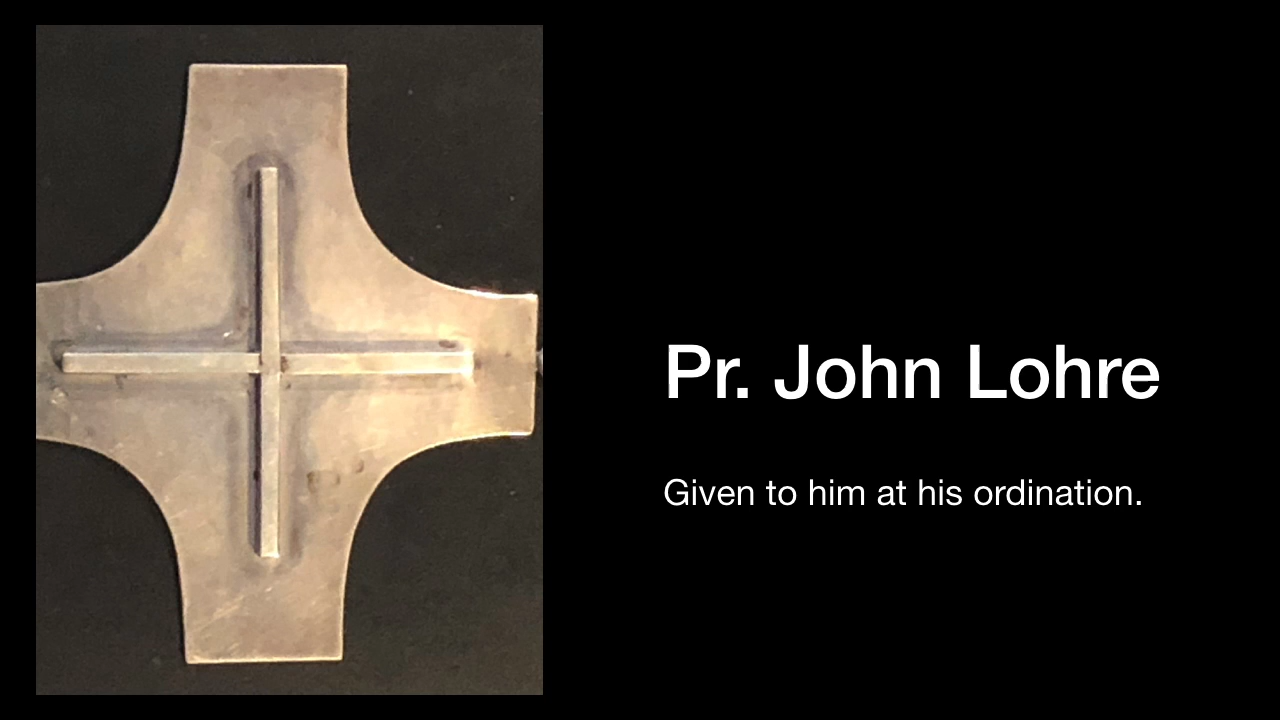 Pr. John Lohre
Given to him at his ordination.